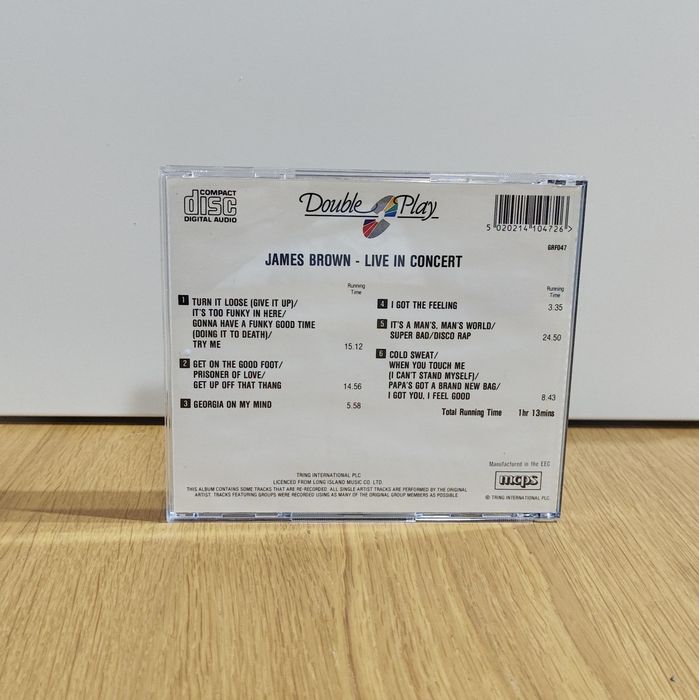 COMPACT
disc
DIGITAL AUDIO
Double Play
5 020214 104726 >
GRF047
JAMES BROWN - LIVE IN CONCERT
Running
Time
1 TURN IT LOOSE (GIVE IT UP)/
IT'S TOO FUNKY IN HERE/
GONNA HAVE A FUNKY GOOD TIME
(DOING IT TO DEATH)/
TRY ME 15.12
2 GET ON THE GOOD FOOT/
PRISONER OF LOVE/
GET UP OFF THAT THANG 14.56
3 GEORGIA ON MY MIND 5.58
Running
Time
4 I GOT THE FEELING 3.35
5 IT'S A MAN'S, MAN'S WORLD/
SUPER BAD/DISCO RAP 24.50
6 COLD SWEAT/
WHEN YOU TOUCH ME
(I CAN'T STAND MYSELF)/
PAPA'S GOT A BRAND NEW BAG/
I GOT YOU, I FEEL GOOD 8.43
Total Running Time 1hr 13mins
TRING INTERNATIONAL PLC
LICENCED FROM LONG ISLAND MUSIC CO. LTD.
THIS ALBUM CONTAINS SOME TRACKS THAT ARE RE-RECORDED. ALL SINGLE ARTIST TRACKS ARE PERFORMED BY THE ORIGINAL
ARTIST. TRACKS FEATURING GROUPS WERE RECORDED USING AS MANY OF THE ORIGINAL GROUP MEMBERS AS POSSIBLE.
Manufactured in the EEC
mcps
© TRING INTERNATIONAL PLC.